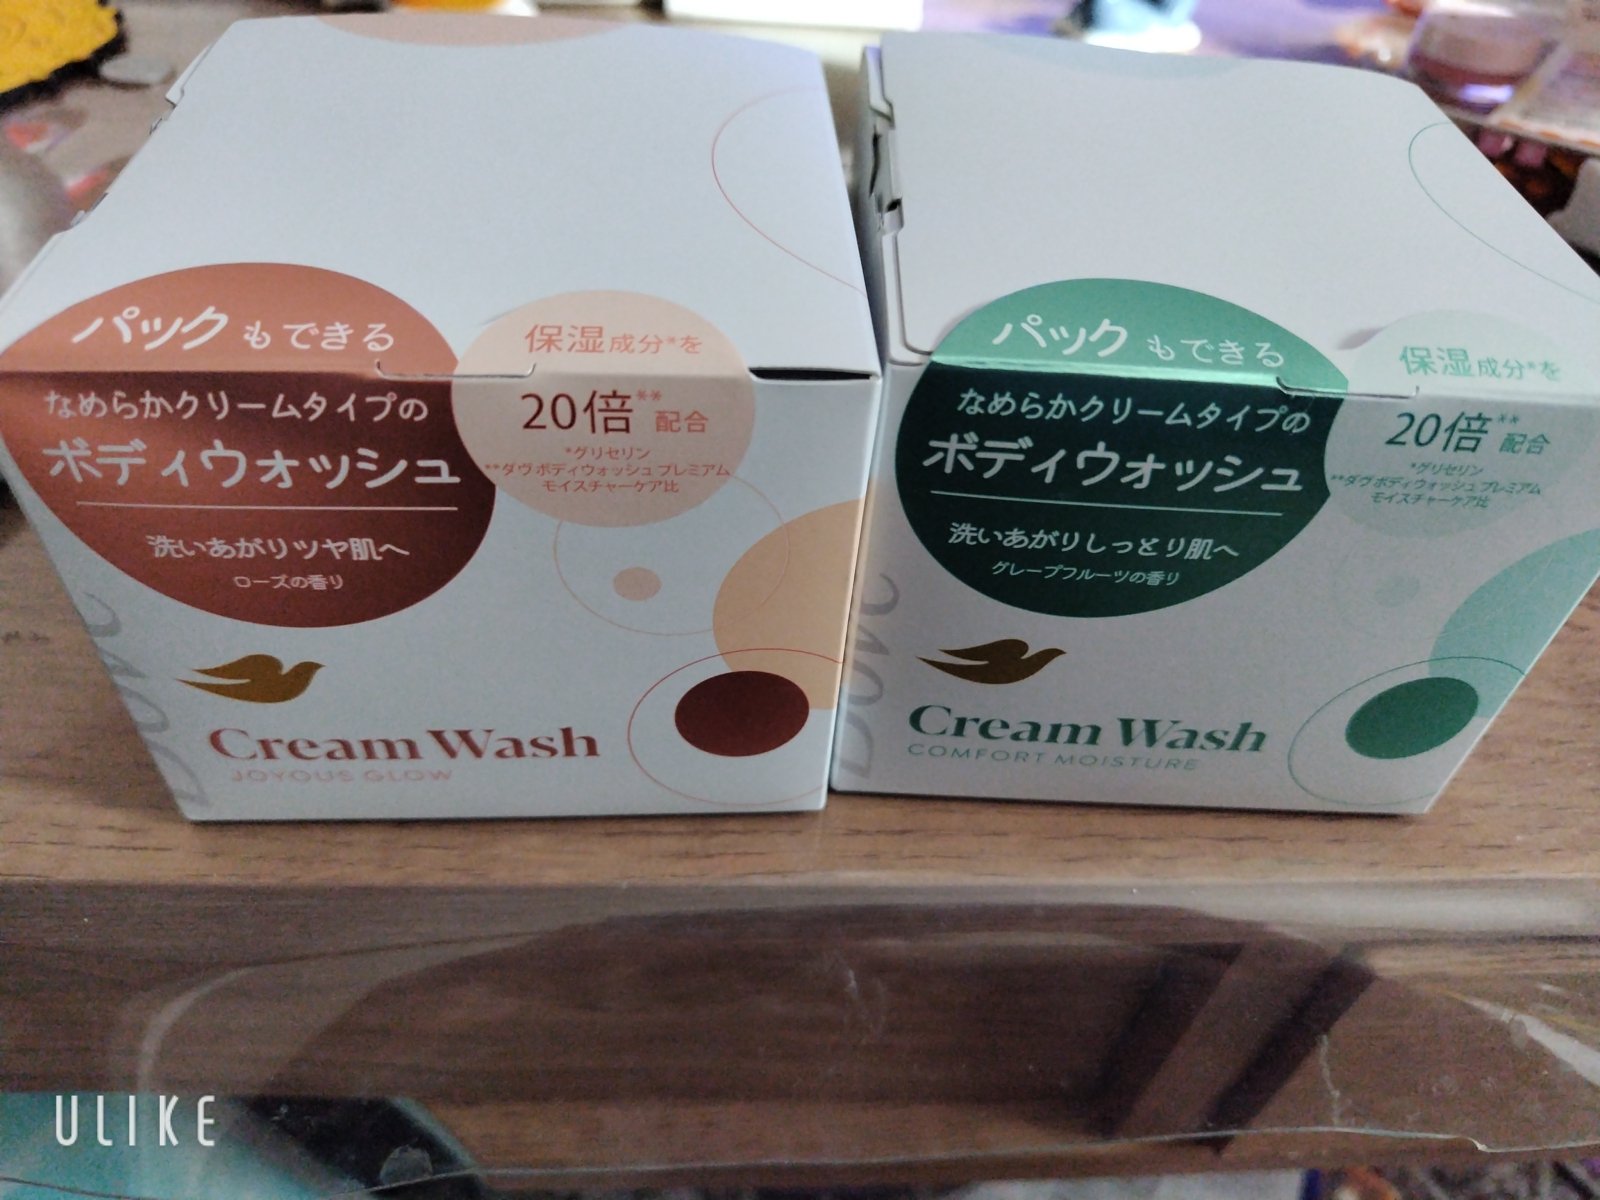 パックもできる
なめらかクリームタイプの
ボディウォッシュ
洗いあがりツヤ肌へ
ローズの香り
保湿成分*を
20倍**配合
*グリセリン
**ダヴ ボディウォッシュ プレミアム
モイスチャーケア比
Dove
Cream Wash
JOYOUS GLOW
パックもできる
なめらかクリームタイプの
ボディウォッシュ
洗いあがりしっとり肌へ
グレープフルーツの香り
保湿成分*を
20倍**配合
*グリセリン
**ダヴ ボディウォッシュ プレミアム
モイスチャーケア比
Dove
Cream Wash
COMFORT MOISTURE
ULIKE